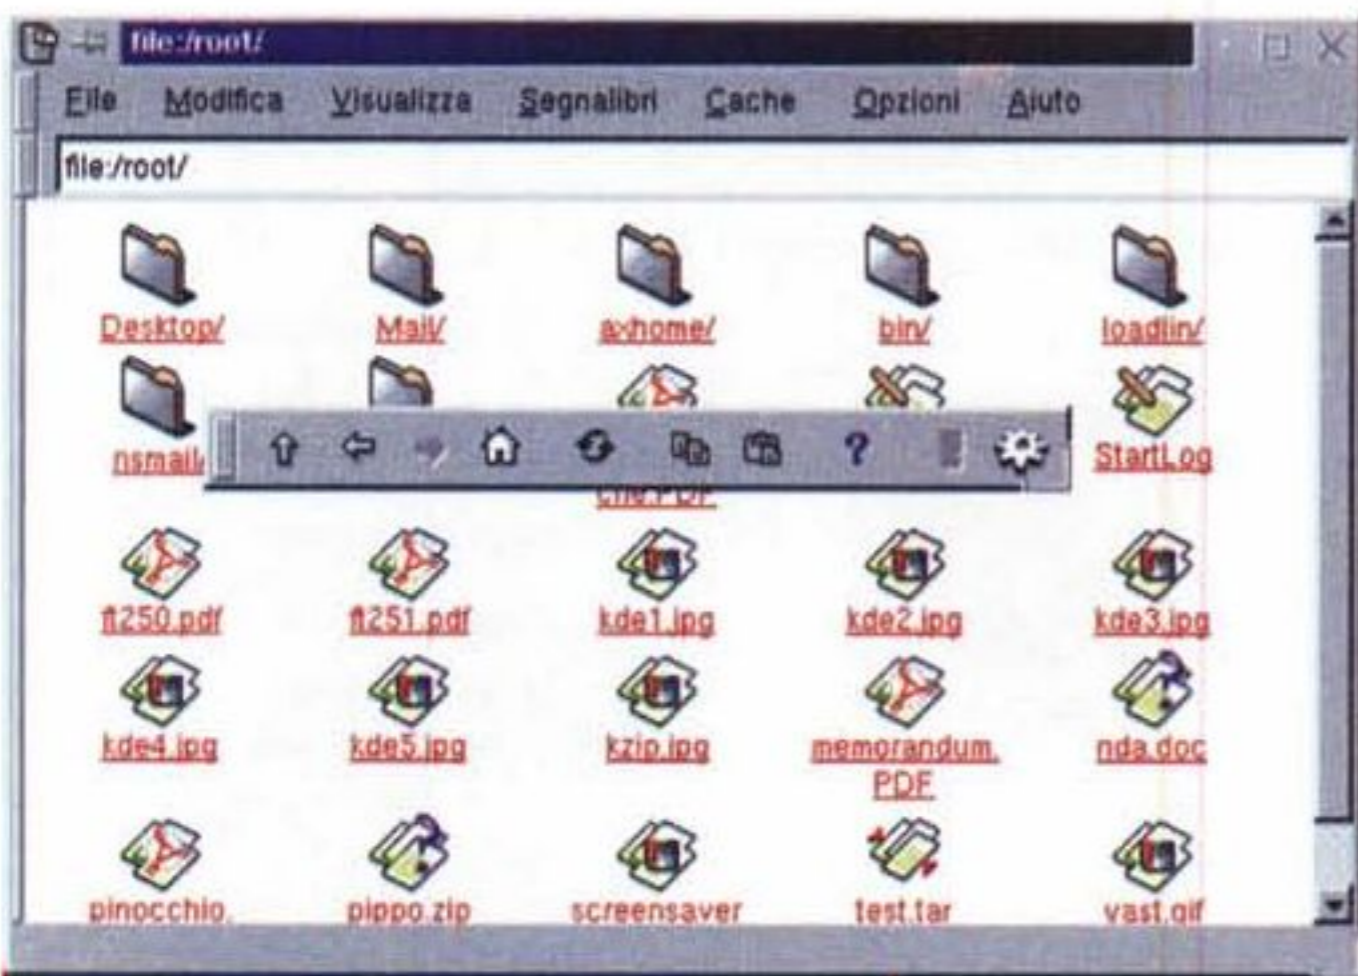 file:/root/
File Modifica Visualizza Segnalibri Cache Opzioni Aiuto
file:/root/
Desktop/ Mail/ axhome/ bin/ loadlin/
nsmail/ StartLog
ft250.pdf ft251.pdf kde1.jpg kde2.jpg kde3.jpg
kde4.jpg kde5.jpg kzip.jpg memorandum. nda.doc
PDF
pinocchio. pippo.zip screensaver test.tar vast.gif